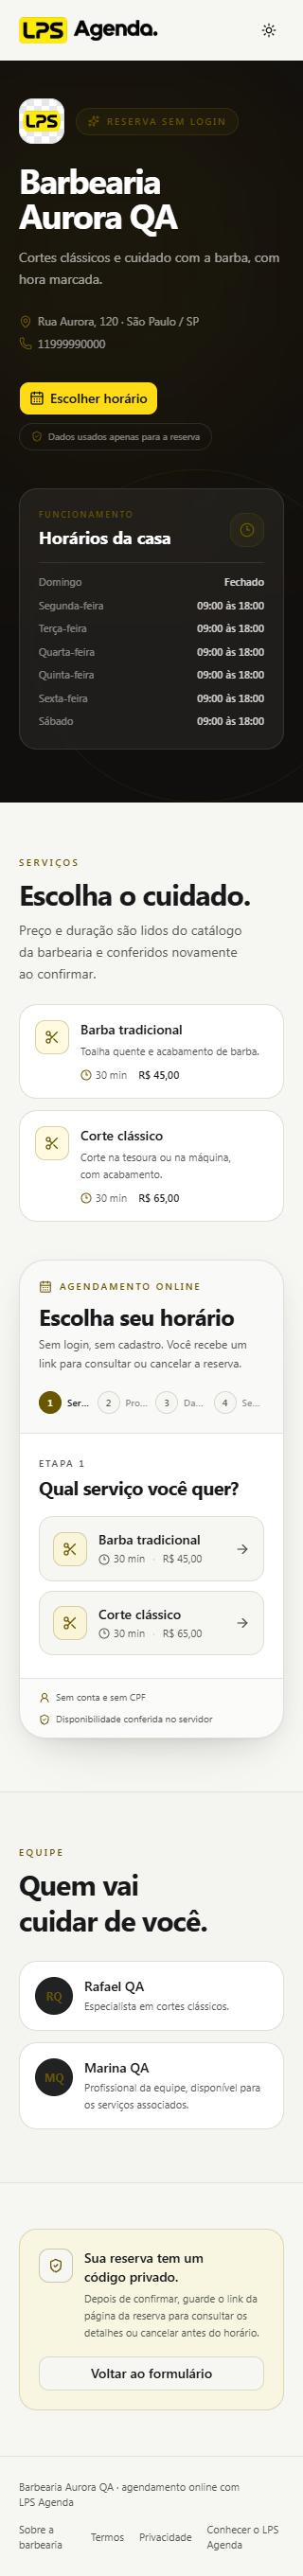 LPS Agenda.
LPS
RESERVA SEM LOGIN
Barbearia
Aurora QA
Cortes clássicos e cuidado com a barba, com
hora marcada.
Rua Aurora, 120 · São Paulo / SP
11999990000
Escolher horário
Dados usados apenas para a reserva
FUNCIONAMENTO
Horários da casa
Domingo Fechado
Segunda-feira 09:00 às 18:00
Terça-feira 09:00 às 18:00
Quarta-feira 09:00 às 18:00
Quinta-feira 09:00 às 18:00
Sexta-feira 09:00 às 18:00
Sábado 09:00 às 18:00
SERVIÇOS
Escolha o cuidado.
Preço e duração são lidos do catálogo
da barbearia e conferidos novamente
ao confirmar.
Barba tradicional
Toalha quente e acabamento de barba.
30 min R$ 45,00
Corte clássico
Corte na tesoura ou na máquina,
com acabamento.
30 min R$ 65,00
AGENDAMENTO ONLINE
Escolha seu horário
Sem login, sem cadastro. Você recebe um
link para consultar ou cancelar a reserva.
1 Ser... 2 Pro... 3 Da... 4 Se...
ETAPA 1
Qual serviço você quer?
Barba tradicional
30 min · R$ 45,00
Corte clássico
30 min · R$ 65,00
Sem conta e sem CPF
Disponibilidade conferida no servidor
EQUIPE
Quem vai
cuidar de você.
RQ
Rafael QA
Especialista em cortes clássicos.
MQ
Marina QA
Profissional da equipe, disponível para
os serviços associados.
Sua reserva tem um
código privado.
Depois de confirmar, guarde o link da
página da reserva para consultar os
detalhes ou cancelar antes do horário.
Voltar ao formulário
Barbearia Aurora QA · agendamento online com
LPS Agenda
Sobre a
barbearia
Termos
Privacidade
Conhecer o LPS
Agenda